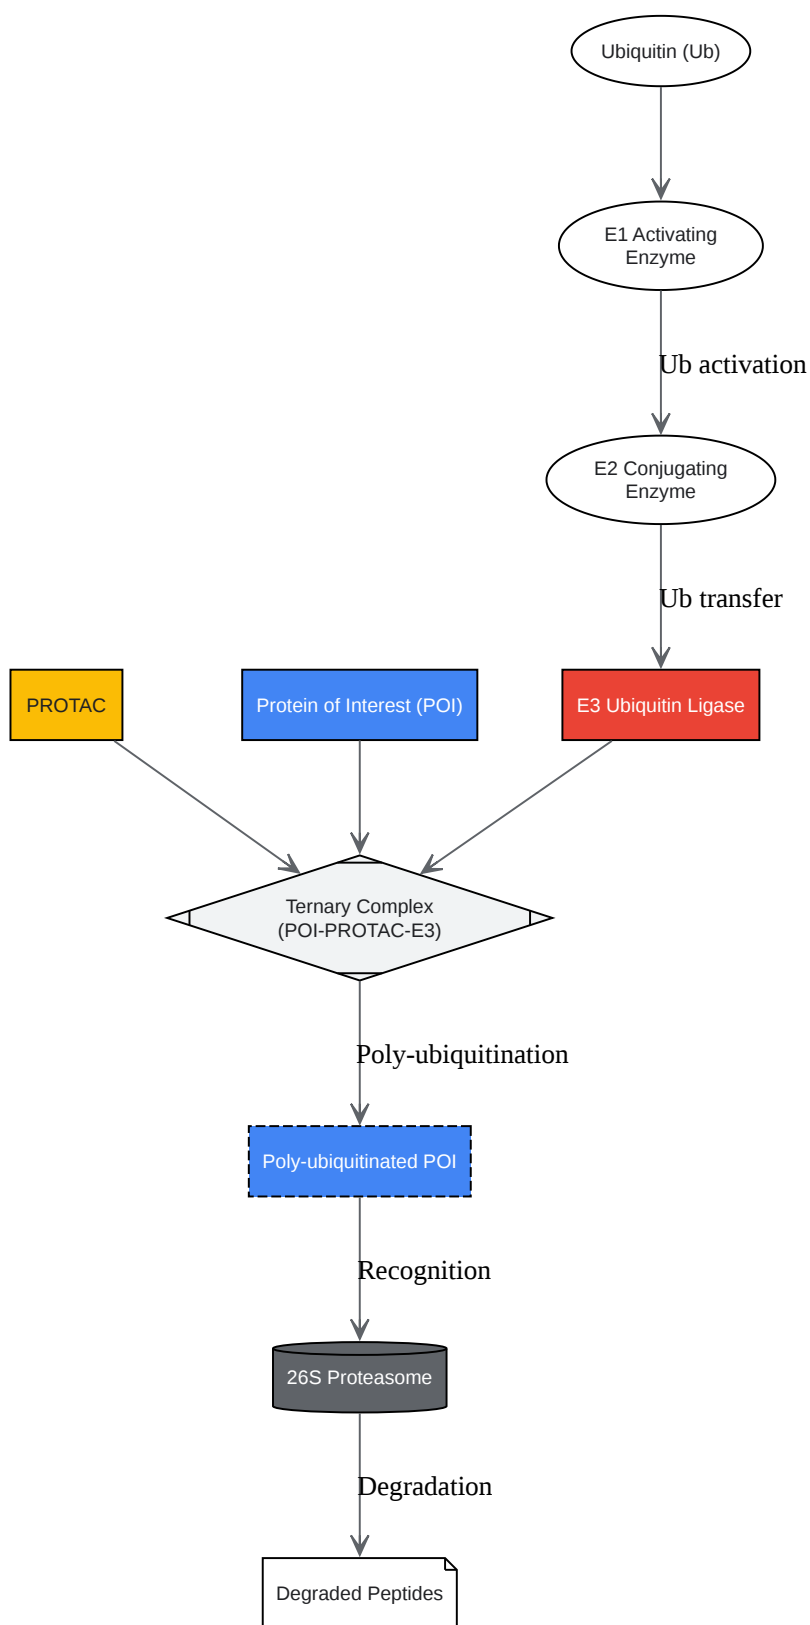 Ubiquitin (Ub)
E1 Activating
Enzyme
Ub activation
E2 Conjugating
Enzyme
Ub transfer
PROTAC
Protein of Interest (POI)
E3 Ubiquitin Ligase
Ternary Complex
(POI-PROTAC-E3)
Poly-ubiquitination
Poly-ubiquitinated POI
Recognition
26S Proteasome
Degradation
Degraded Peptides